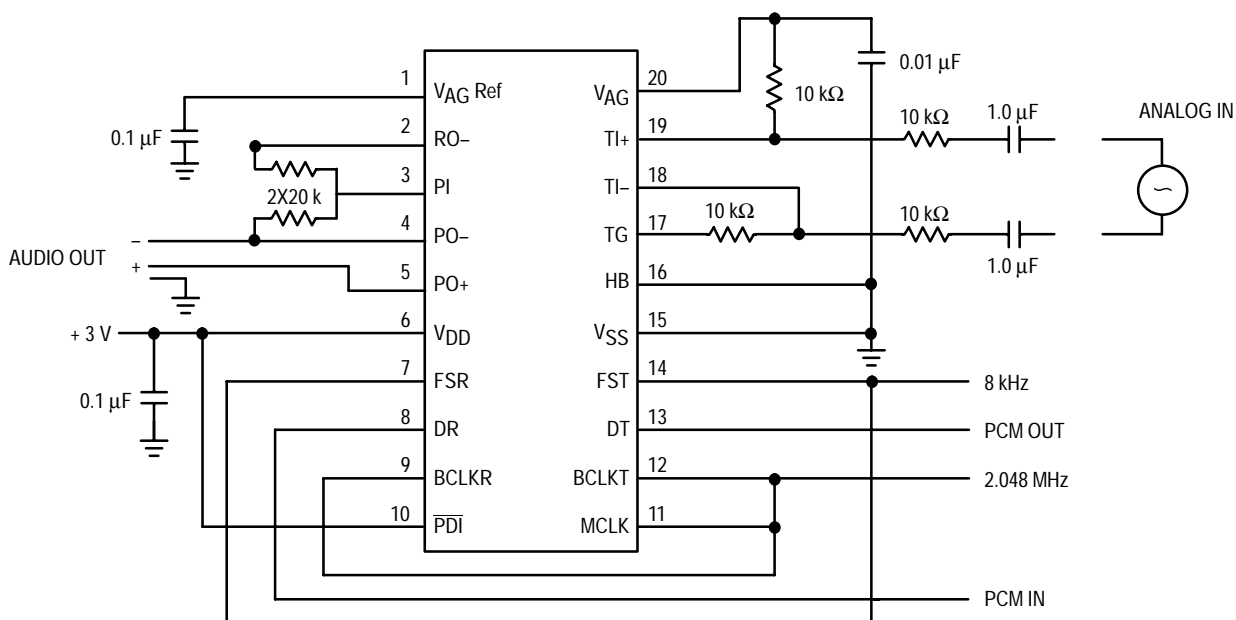 0.01 μF
1
VAG Ref
VAG
20
10 kΩ
0.1 μF
2
RO–
TI+
19
10 kΩ
1.0 μF
ANALOG IN
2X20 k
3
PI
TI–
18
10 kΩ
4
PO–
TG
17
10 kΩ
1.0 μF
AUDIO OUT
–
+
5
PO+
HB
16
+ 3 V
6
VDD
VSS
15
7
FSR
FST
14
8 kHz
0.1 μF
8
DR
DT
13
PCM OUT
9
BCLKR
BCLKT
12
2.048 MHz
10
PDI
MCLK
11
PCM IN